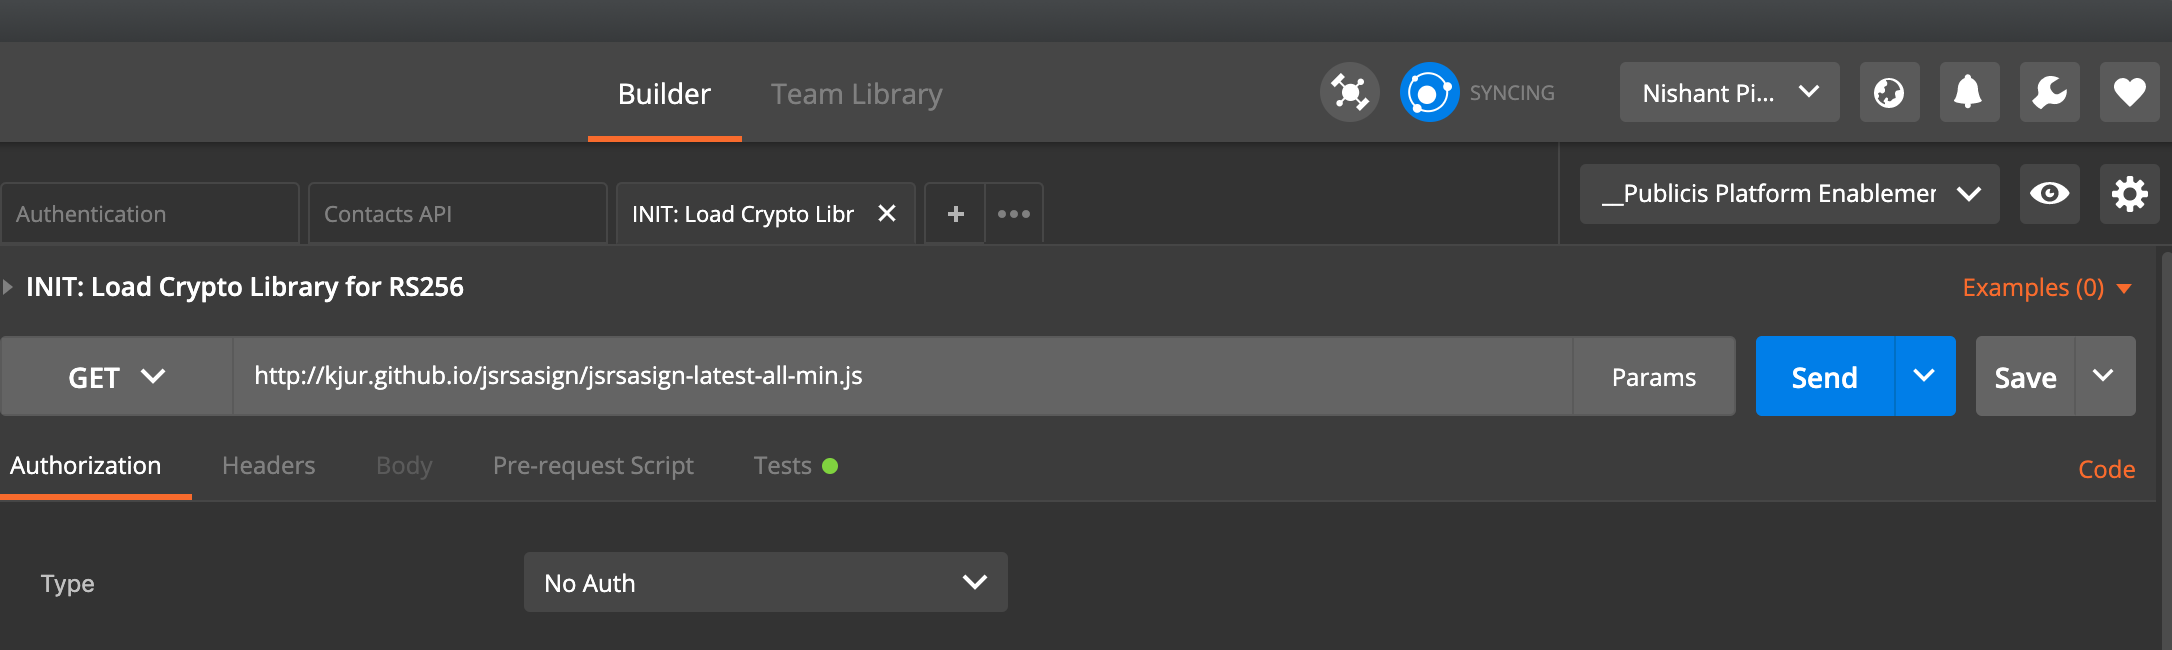 Builder
Team Library
SYNCING
Nishant Pi...
Authentication
Contacts API
INIT: Load Crypto Libr
__Publicis Platform Enablemer
INIT: Load Crypto Library for RS256
Examples (0)
GET
http://kjur.github.io/jsrsasign/jsrsasign-latest-all-min.js
Params
Send
Save
Authorization
Headers
Body
Pre-request Script
Tests
Code
Type
No Auth